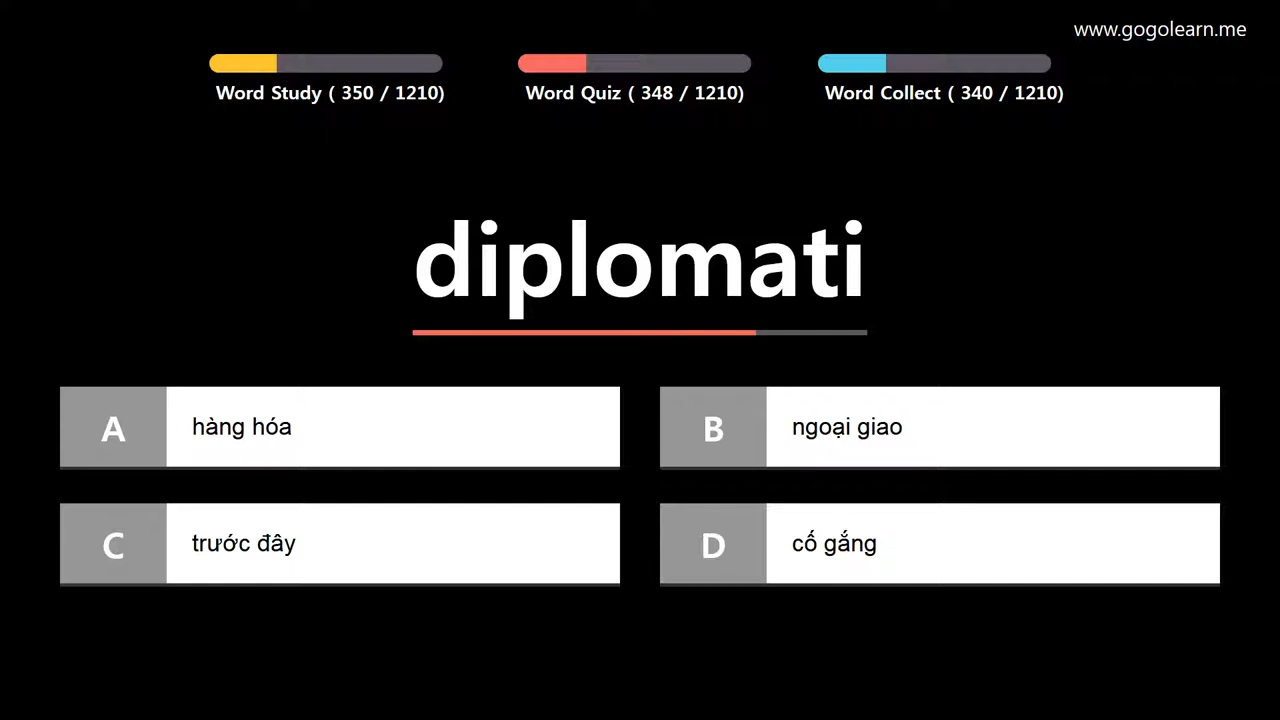 www.gogolearn.me
Word Study ( 350 / 1210)
Word Quiz ( 348 / 1210)
Word Collect ( 340 / 1210)
diplomati
A hàng hóa
B ngoại giao
C trước đây
D cố gắng